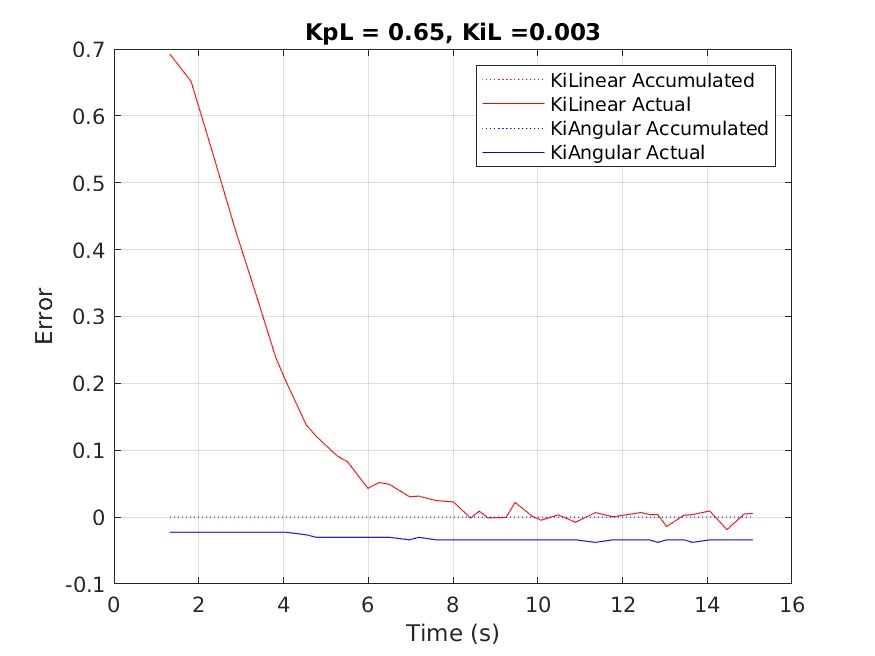 KpL = 0.65, KiL =0.003
0.7
0.6
0.5
0.4
0.3
0.2
0.1
0
-0.1
Error
KiLinear Accumulated
KiLinear Actual
KiAngular Accumulated
KiAngular Actual
0 2 4 6 8 10 12 14 16
Time (s)